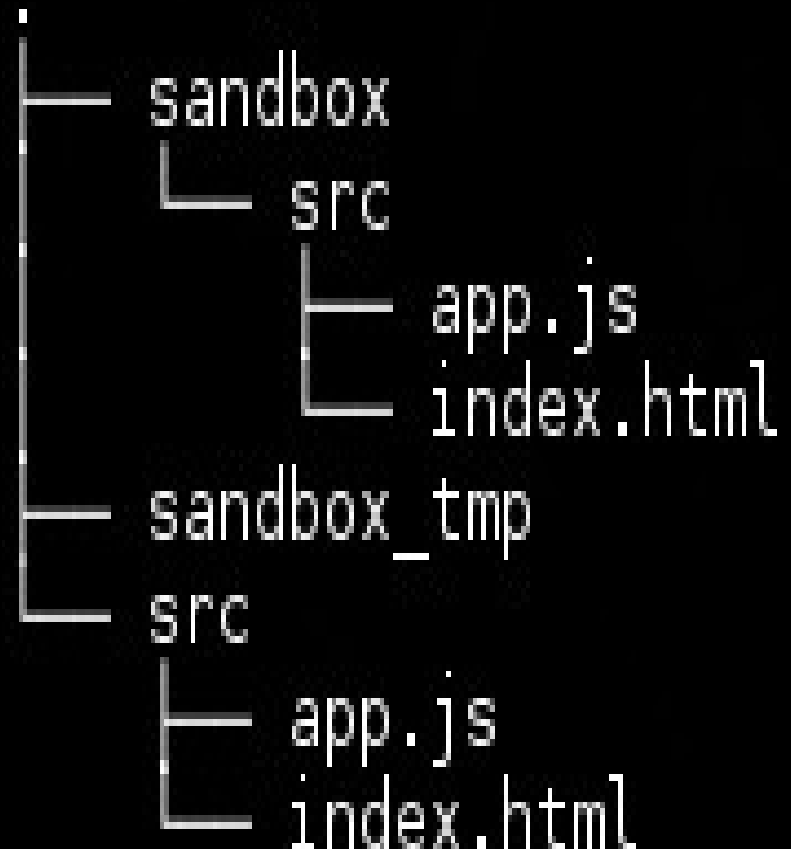 .
├── sandbox
│   └── src
│       ├── app.js
│       └── index.html
├── sandbox_tmp
└── src
    ├── app.js
    └── index.html